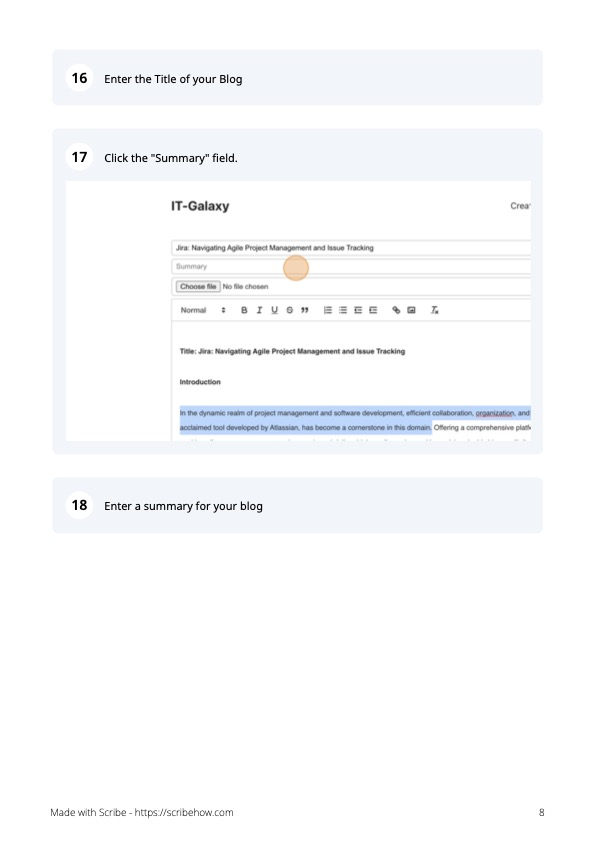 16 Enter the Title of your Blog
17 Click the "Summary" field.
IT-Galaxy
Jira: Navigating Agile Project Management and Issue Tracking
Summary
Choose file No file chosen
Normal B I U S
Title: Jira: Navigating Agile Project Management and Issue Tracking
Introduction
In the dynamic realm of project management and software development, efficient collaboration, organization, and
acclaimed tool developed by Atlassian, has become a cornerstone in this domain. Offering a comprehensive
18 Enter a summary for your blog
Made with Scribe - https://scribehow.com 8